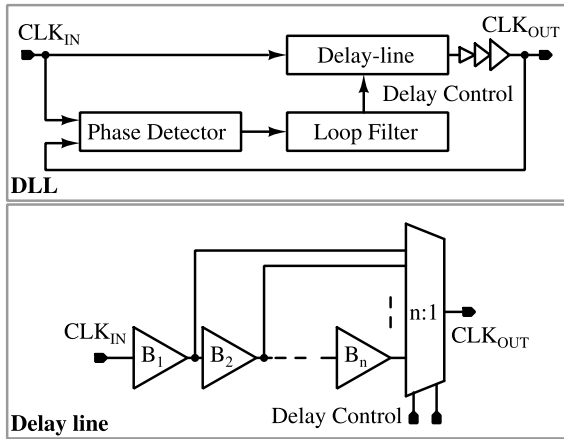 CLK_IN
CLK_OUT
Delay-line
Delay Control
Phase Detector
Loop Filter
DLL
CLK_IN
B_1
B_2
B_n
n:1
CLK_OUT
Delay Control
Delay line